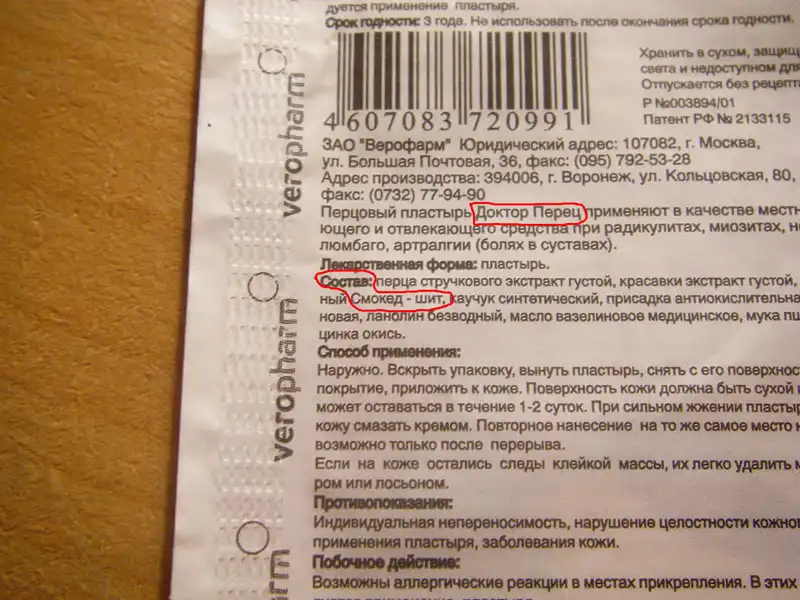 дуется применение пластыря.
Срок годности: 3 года. Не использовать после окончания срока годности.
Хранить в сухом, защищ
света и недоступном для
Отпускается без рецепта
Р №003894/01
Патент РФ № 2133115
4 607083 720991
ЗАО "Верофарм" Юридический адрес: 107082, г. Москва,
ул. Большая Почтовая, 36, факс: (095) 792-53-28
Адрес производства: 394006, г. Воронеж, ул. Кольцовская, 80,
факс: (0732) 77-94-90
Перцовый пластырь Доктор Перец применяют в качестве местн
ющего и отвлекающего средства при радикулитах, миозитах, н
люмбаго, артралгии (болях в суставах).
Лекарственная форма: пластырь.
Состав: перца стручкового экстракт густой, красавки экстракт густой,
ный Смокед - шит, каучук синтетический, присадка антиокислительна
новая, ланолин безводный, масло вазелиновое медицинское, мука пш
цинка окись.
Способ применения:
Наружно. Вскрыть упаковку, вынуть пластырь, снять с его поверхнос
покрытие, приложить к коже. Поверхность кожи должна быть сухой и
может оставаться в течение 1-2 суток. При сильном жжении пластыр
кожу смазать кремом. Повторное нанесение на то же самое место н
возможно только после перерыва.
Если на коже остались следы клейкой массы, их легко удалить м
ром или лосьоном.
Противопоказания:
Индивидуальная непереносимость, нарушение целостности кожног
применения пластыря, заболевания кожи.
Побочное действие:
Возможны аллергические реакции в местах прикрепления. В этих
veropharm
veropharm
opharm